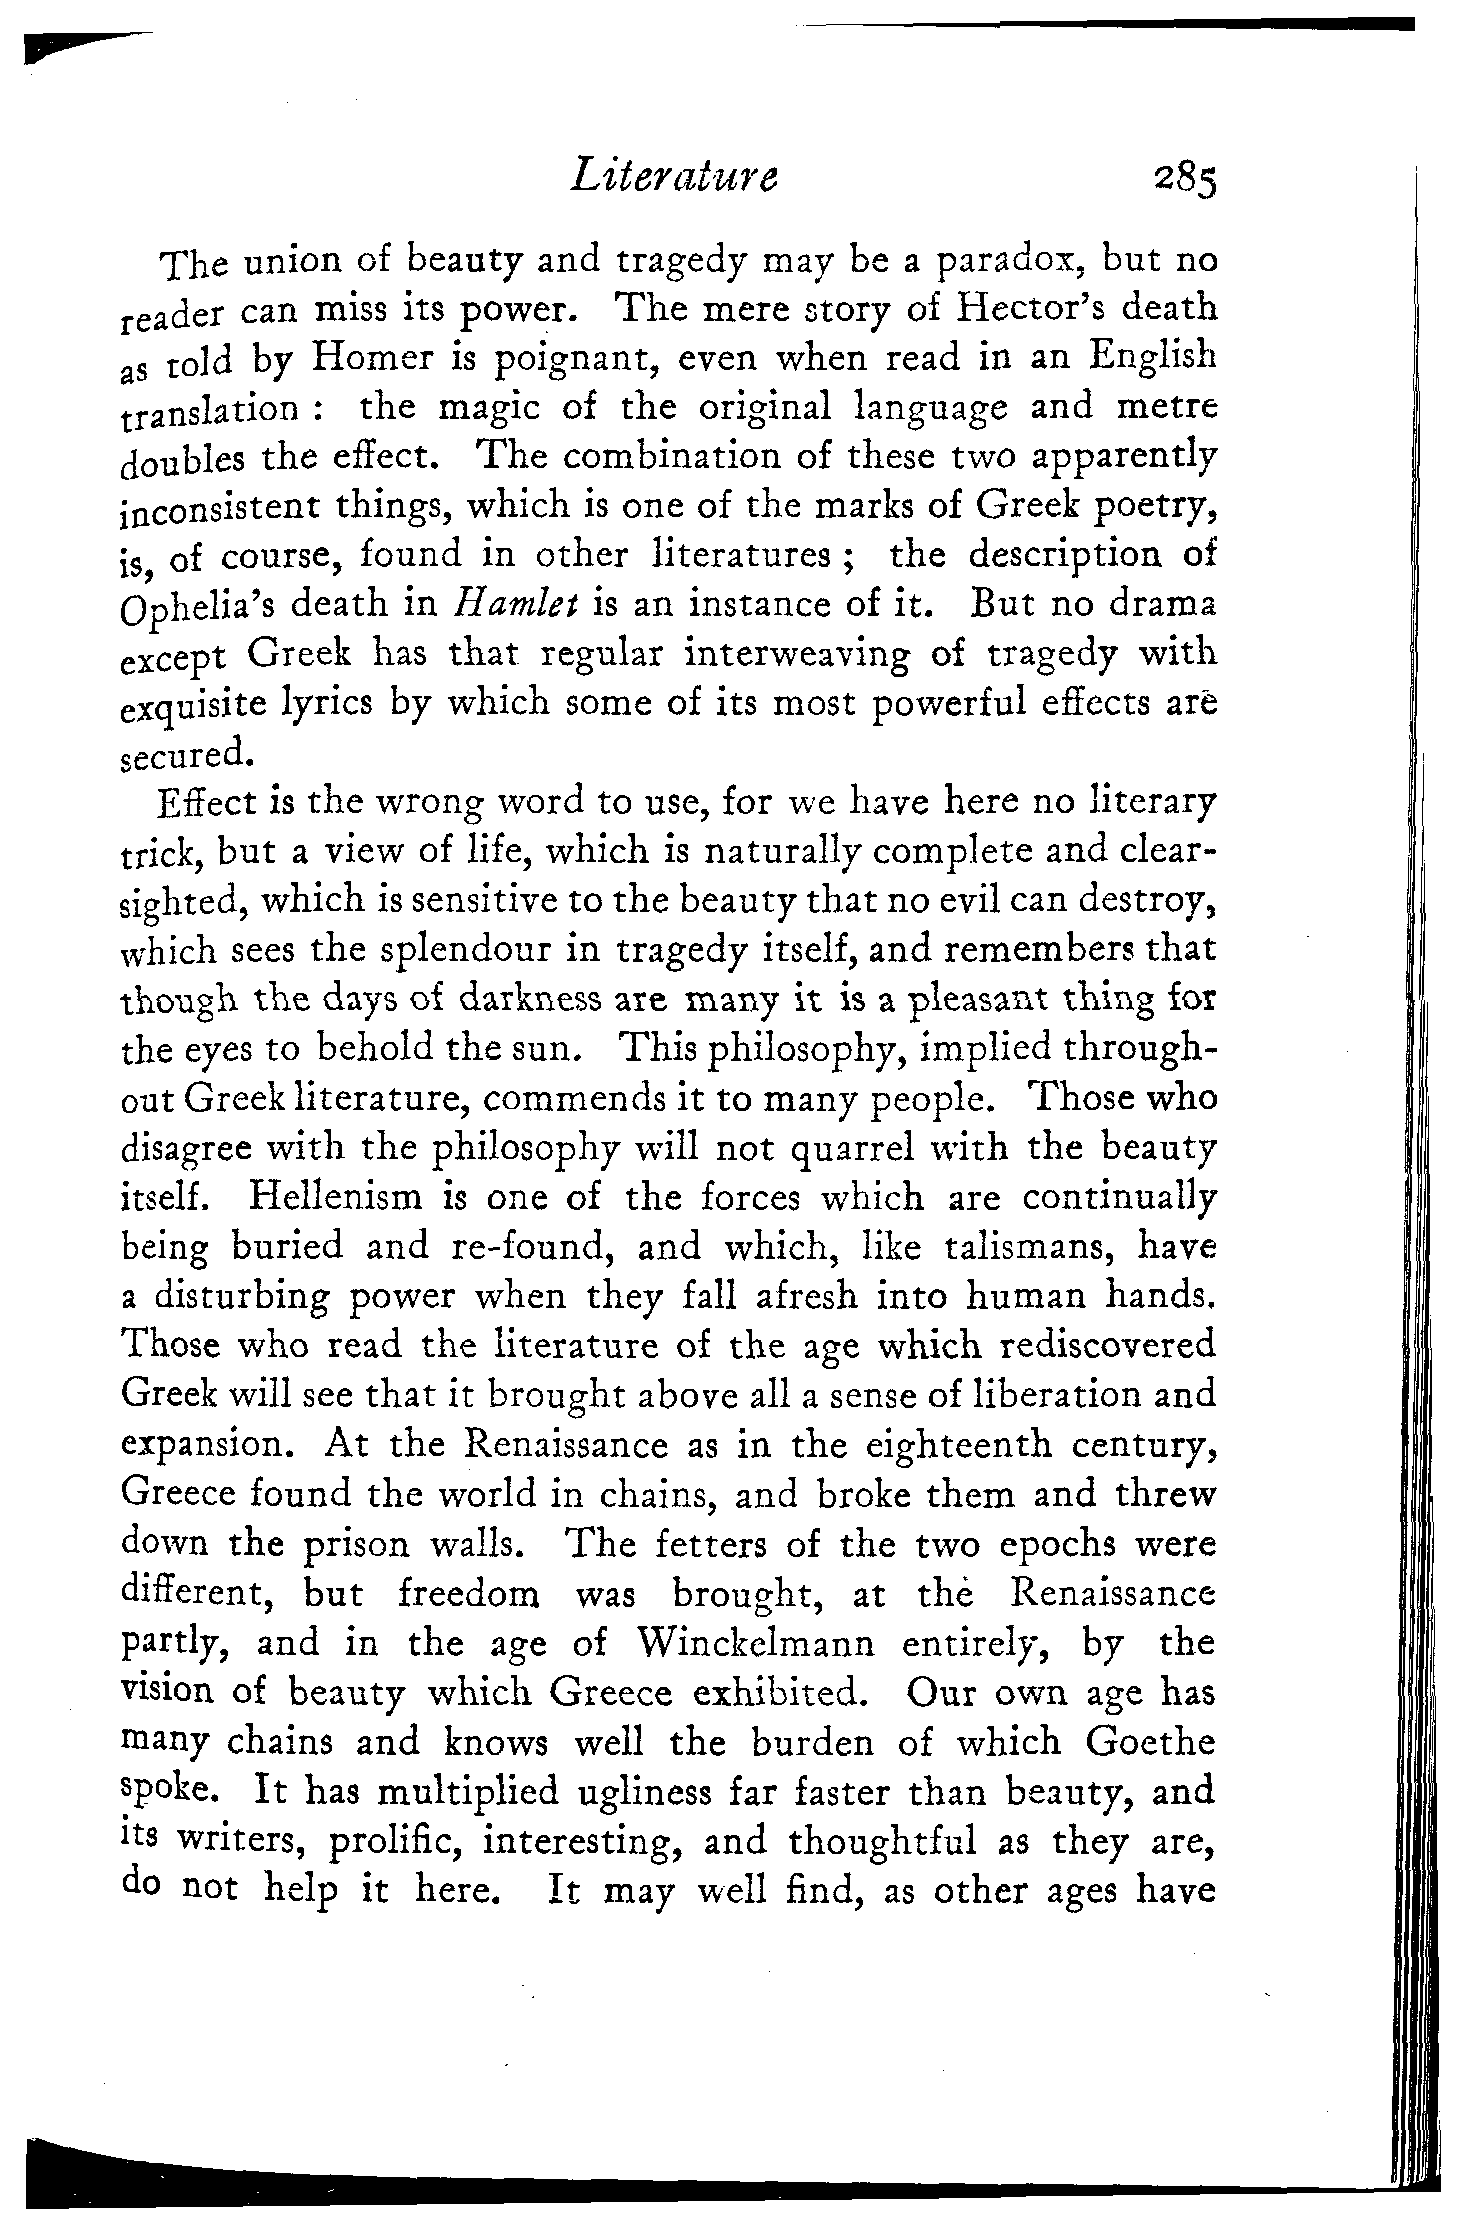 Literature 285
The union of beauty and tragedy may be a paradox, but no
reader can miss its power. The mere story of Hector's death
as told by Homer is poignant, even when read in an English
translation : the magic of the original language and metre
doubles the effect. The combination of these two apparently
inconsistent things, which is one of the marks of Greek poetry,
is, of course, found in other literatures ; the description of
Ophelia's death in Hamlet is an instance of it. But no drama
except Greek has that regular interweaving of tragedy with
exquisite lyrics by which some of its most powerful effects are
secured.
Effect is the wrong word to use, for we have here no literary
trick, but a view of life, which is naturally complete and clear-
sighted, which is sensitive to the beauty that no evil can destroy,
which sees the splendour in tragedy itself, and remembers that
though the days of darkness are many it is a pleasant thing for
the eyes to behold the sun. This philosophy, implied through-
out Greek literature, commends it to many people. Those who
disagree with the philosophy will not quarrel with the beauty
itself. Hellenism is one of the forces which are continually
being buried and re-found, and which, like talismans, have
a disturbing power when they fall afresh into human hands.
Those who read the literature of the age which rediscovered
Greek will see that it brought above all a sense of liberation and
expansion. At the Renaissance as in the eighteenth century,
Greece found the world in chains, and broke them and threw
down the prison walls. The fetters of the two epochs were
different, but freedom was brought, at the Renaissance
partly, and in the age of Winckelmann entirely, by the
vision of beauty which Greece exhibited. Our own age has
many chains and knows well the burden of which Goethe
spoke. It has multiplied ugliness far faster than beauty, and
its writers, prolific, interesting, and thoughtful as they are,
do not help it here. It may well find, as other ages have